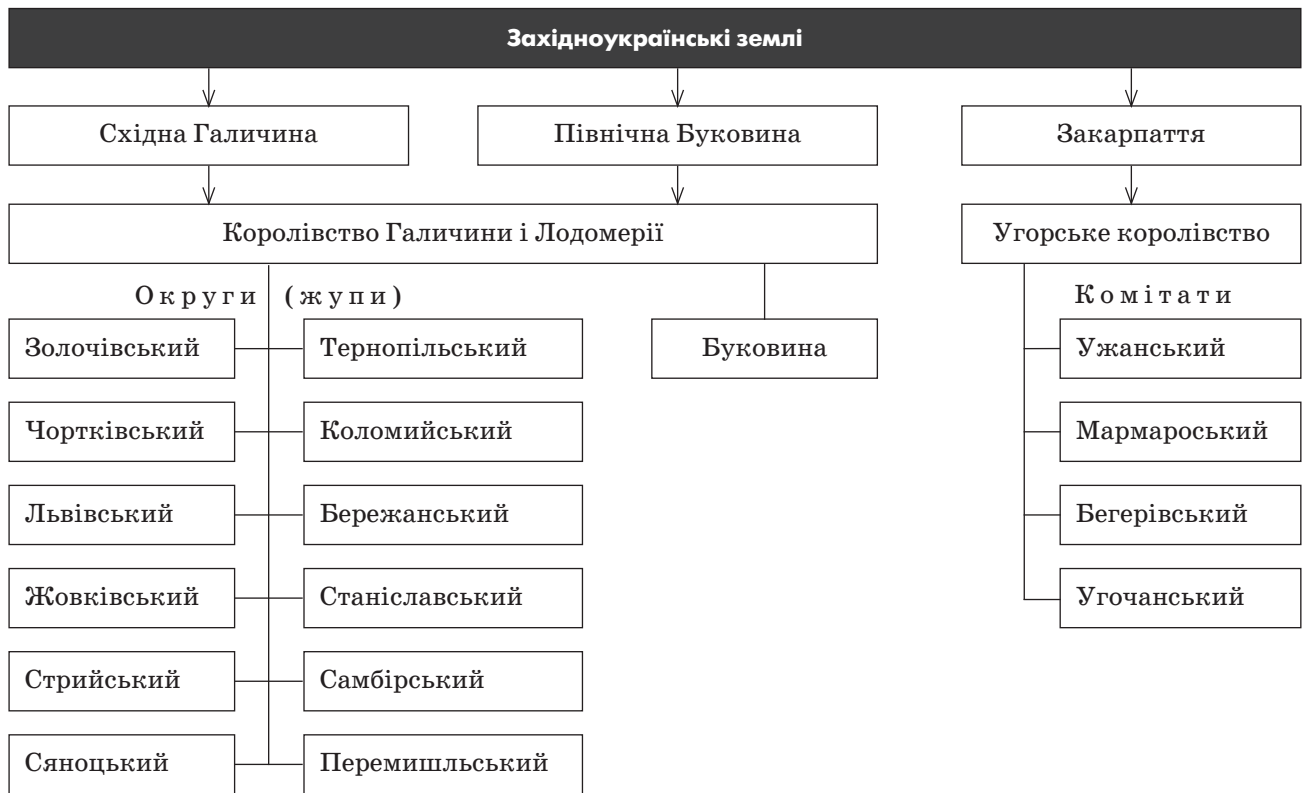 Західноукраїнські землі
Східна Галичина
Північна Буковина
Закарпаття
Королівство Галичини і Лодомерії
Угорське королівство
Округи (жупи)
Комітати
Золочівський
Тернопільський
Буковина
Ужанський
Чортківський
Коломийський
Мармароський
Львівський
Бережанський
Бегерівський
Жовківський
Станіславський
Угочанський
Стрийський
Самбірський
Сяноцький
Перемишльський